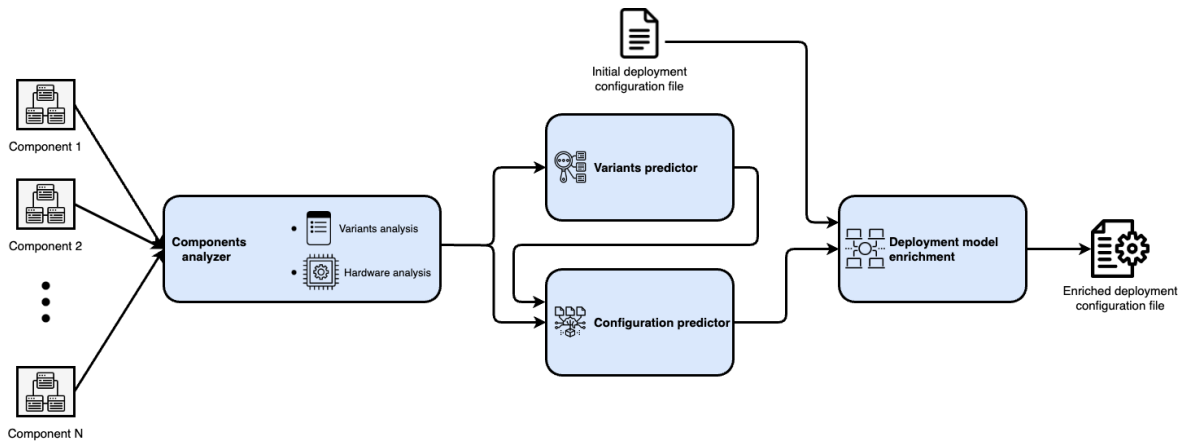 Initial deployment
configuration file
Component 1
Component 2
Component N
Components
analyzer
Variants analysis
Hardware analysis
Variants predictor
Configuration predictor
Deployment model
enrichment
Enriched deployment
configuration file